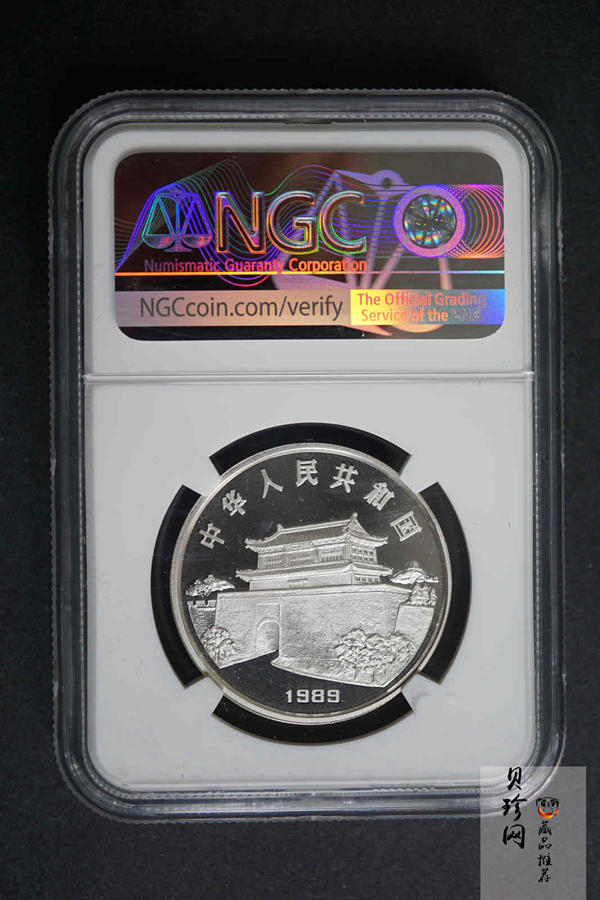 NGC
Numismatic Guaranty Corporation
NGCcoin.com/verify
The Official Grading
Service of the PNG
中华人民共和国
1989
贝珍网
藏品推荐